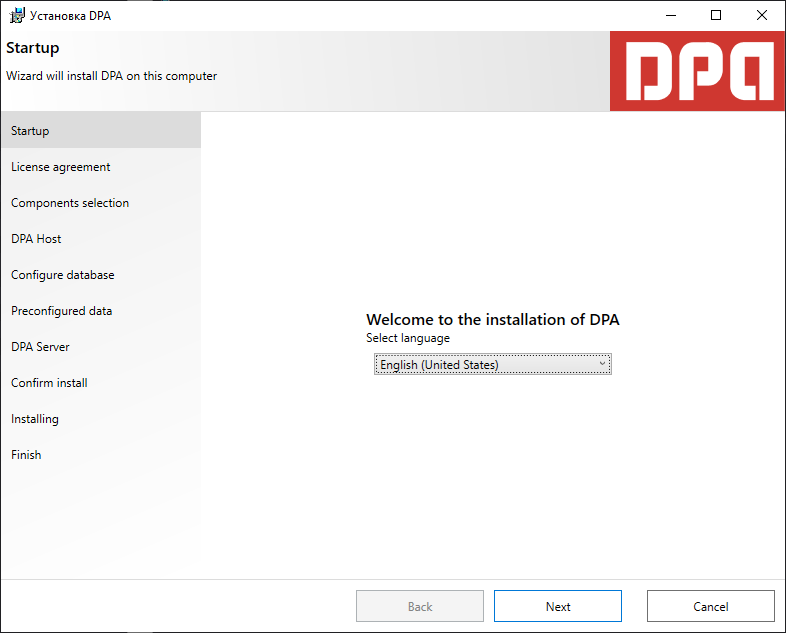 Установка DPA
Startup
Wizard will install DPA on this computer
DPA
Startup
License agreement
Components selection
DPA Host
Configure database
Preconfigured data
DPA Server
Confirm install
Installing
Finish
Welcome to the installation of DPA
Select language
English (United States)
Back
Next
Cancel